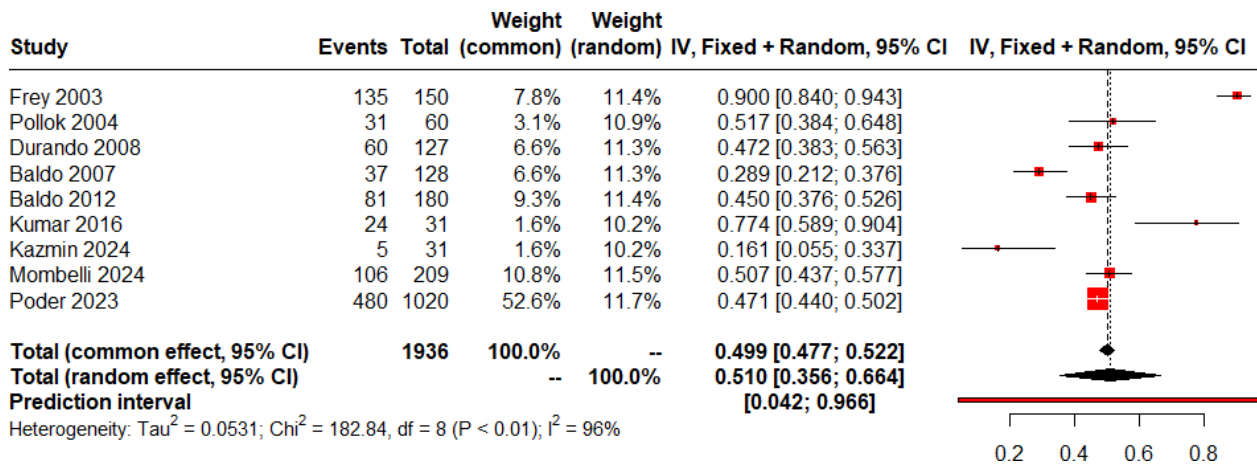 Weight Weight
Study Events Total (common) (random) IV, Fixed + Random, 95% CI IV, Fixed + Random, 95% CI
Frey 2003 135 150 7.8% 11.4% 0.900 [0.840; 0.943]
Pollok 2004 31 60 3.1% 10.9% 0.517 [0.384; 0.648]
Durando 2008 60 127 6.6% 11.3% 0.472 [0.383; 0.563]
Baldo 2007 37 128 6.6% 11.3% 0.289 [0.212; 0.376]
Baldo 2012 81 180 9.3% 11.4% 0.450 [0.376; 0.526]
Kumar 2016 24 31 1.6% 10.2% 0.774 [0.589; 0.904]
Kazmin 2024 5 31 1.6% 10.2% 0.161 [0.055; 0.337]
Mombelli 2024 106 209 10.8% 11.5% 0.507 [0.437; 0.577]
Poder 2023 480 1020 52.6% 11.7% 0.471 [0.440; 0.502]
Total (common effect, 95% CI) 1936 100.0% -- 0.499 [0.477; 0.522]
Total (random effect, 95% CI) -- 100.0% 0.510 [0.356; 0.664]
Prediction interval [0.042; 0.966]
Heterogeneity: Tau² = 0.0531; Chi² = 182.84, df = 8 (P < 0.01); I² = 96%
0.2 0.4 0.6 0.8